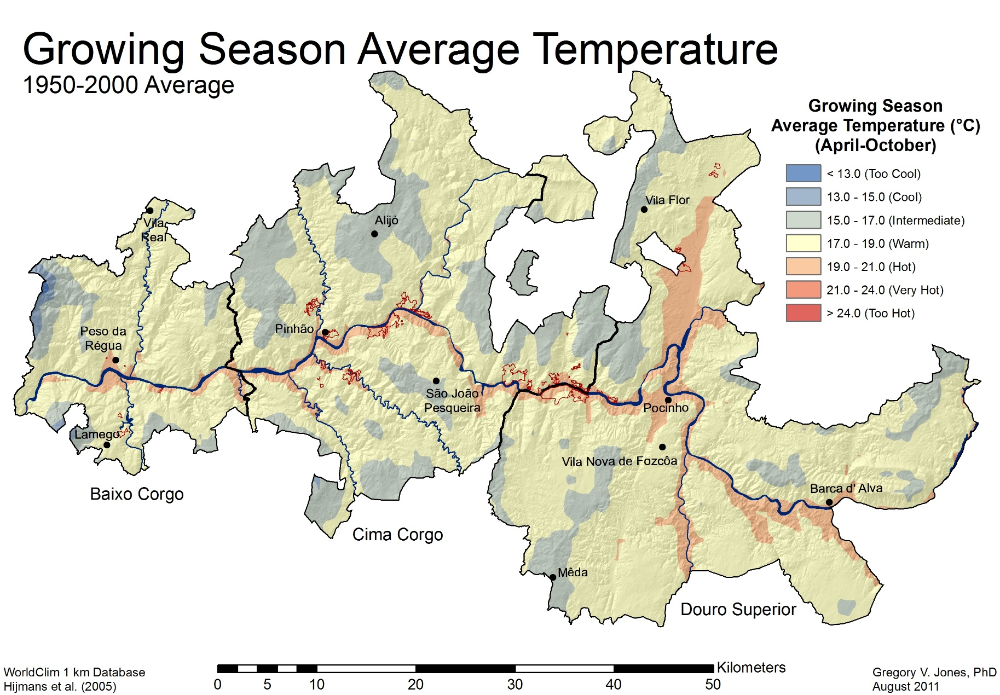 Growing Season Average Temperature
1950-2000 Average
Growing Season
Average Temperature (°C)
(April-October)
< 13.0 (Too Cool)
13.0 - 15.0 (Cool)
15.0 - 17.0 (Intermediate)
17.0 - 19.0 (Warm)
19.0 - 21.0 (Hot)
21.0 - 24.0 (Very Hot)
> 24.0 (Too Hot)
Vila Flor
Vila
Real
Alijó
Peso da
Régua
Pinhão
São João
Pesqueira
Pocinho
Lamego
Vila Nova de Fozcôa
Barca d' Alva
Baixo Corgo
Cima Corgo
Mêda
Douro Superior
WorldClim 1 km Database
Hijmans et al. (2005)
Kilometers
0 5 10 20 30 40 50
Gregory V. Jones, PhD
August 2011